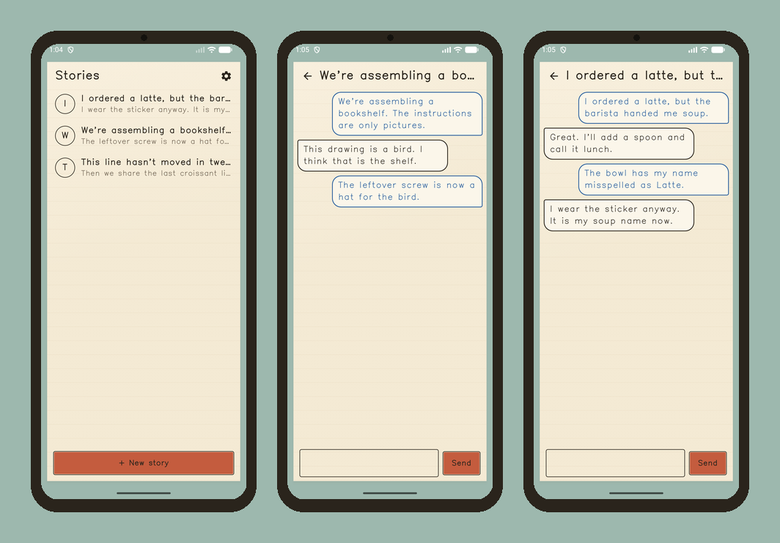 1:04
Stories
I
I ordered a latte, but the bar…
I wear the sticker anyway. It is my…
W
We're assembling a bookshelf…
The leftover screw is now a hat fo…
T
This line hasn't moved in twe…
Then we share the last croissant li…
+ New story
1:05
We're assembling a bo…
We're assembling a
bookshelf. The instructions
are only pictures.
This drawing is a bird. I
think that is the shelf.
The leftover screw is now a
hat for the bird.
Send
1:05
I ordered a latte, but t…
I ordered a latte, but the
barista handed me soup.
Great. I'll add a spoon and
call it lunch.
The bowl has my name
misspelled as Latte.
I wear the sticker anyway.
It is my soup name now.
Send